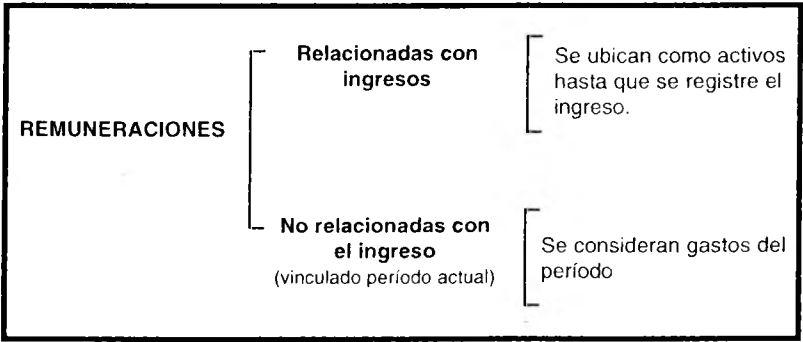 Relacionadas con
ingresos
Se ubican como activos
hasta que se registre el
ingreso.
REMUNERACIONES
No relacionadas con
el ingreso
(vinculado período actual)
Se consideran gastos del
período